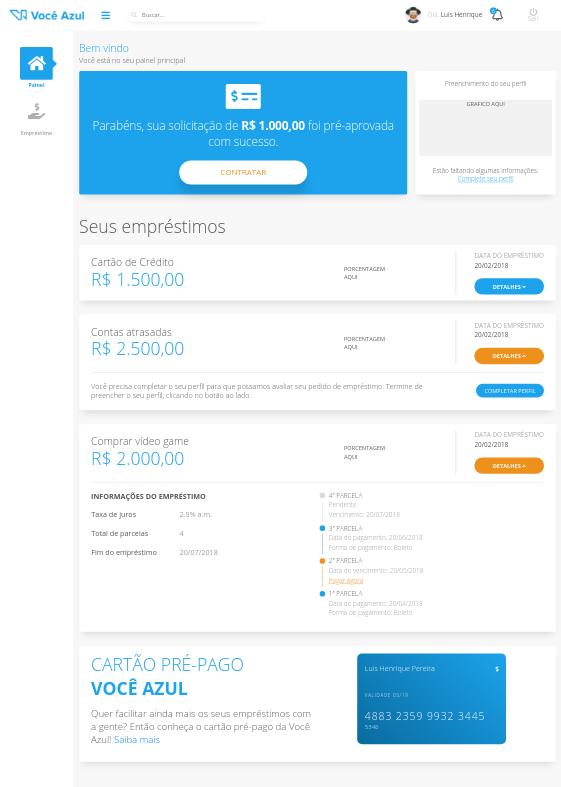 Você Azul
Buscar...
Olá, Luis Henrique
Sair
Painel
Empréstimo
Bem vindo
Você está no seu painel principal
Parabéns, sua solicitação de R$ 1.000,00 foi pré-aprovada
com sucesso.
CONTRATAR
Preenchimento do seu perfil
GRAFICO AQUI
Estão faltando algumas informações.
Complete seu perfil
Seus empréstimos
Cartão de Crédito
R$ 1.500,00
PORCENTAGEM
AQUI
DATA DO EMPRÉSTIMO
20/02/2018
DETALHES
Contas atrasadas
R$ 2.500,00
PORCENTAGEM
AQUI
DATA DO EMPRÉSTIMO
20/02/2018
DETALHES
Você precisa completar o seu perfil para que possamos avaliar seu pedido de empréstimo. Termine de
preencher o seu perfil, clicando no botão ao lado.
COMPLETAR PERFIL
Comprar vídeo game
R$ 2.000,00
PORCENTAGEM
AQUI
DATA DO EMPRÉSTIMO
20/02/2018
DETALHES
INFORMAÇÕES DO EMPRÉSTIMO
Taxa de juros 2.9% a.m.
Total de parcelas 4
Fim do empréstimo 20/07/2018
4ª PARCELA
Pendente
Vencimento: 20/07/2018
3ª PARCELA
Data do pagamento: 20/06/2018
Forma de pagamento: Boleto
2ª PARCELA
Data do vencimento: 20/05/2018
Pagar agora
1ª PARCELA
Data do pagamento: 20/04/2018
Forma de pagamento: Boleto
CARTÃO PRÉ-PAGO
VOCÊ AZUL
Quer facilitar ainda mais os seus empréstimos com
a gente? Então conheça o cartão pré-pago da Você
Azul! Saiba mais
Luis Henrique Pereira $
VALIDADE 05/19
4883 2359 9932 3445
5346